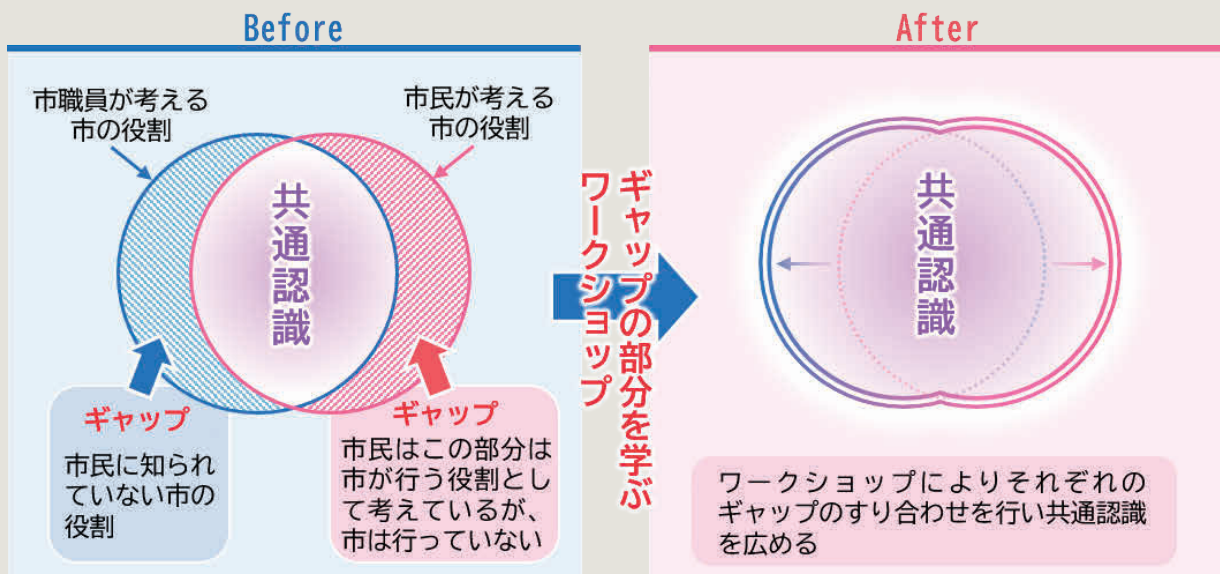 Before
市職員が考える
市の役割
市民が考える
市の役割
共通認識
ギャップ
市民に知られ
ていない市の
役割
ギャップ
市民はこの部分は
市が行う役割とし
て考えているが、
市は行っていない
ギャップの部分を学ぶ
ワークショップ
After
共通認識
ワークショップによりそれぞれの
ギャップのすり合わせを行い共通認識
を広める